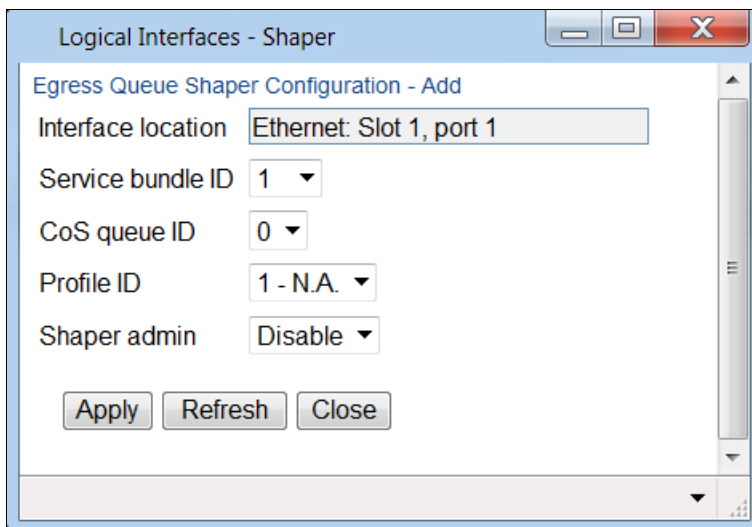 Logical Interfaces - Shaper
Egress Queue Shaper Configuration - Add
Interface location Ethernet: Slot 1, port 1
Service bundle ID 1
CoS queue ID 0
Profile ID 1 - N.A.
Shaper admin Disable
Apply Refresh Close